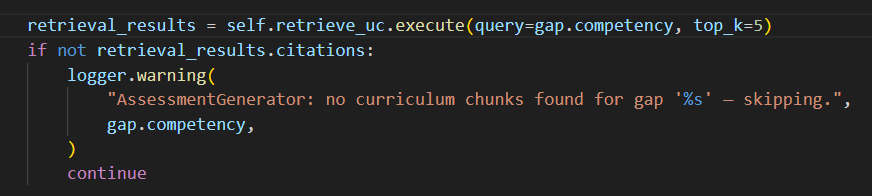 retrieval_results = self.retrieve_uc.execute(query=gap.competency, top_k=5)
if not retrieval_results.citations:
    logger.warning(
        "AssessmentGenerator: no curriculum chunks found for gap '%s' — skipping.",
        gap.competency,
    )
    continue